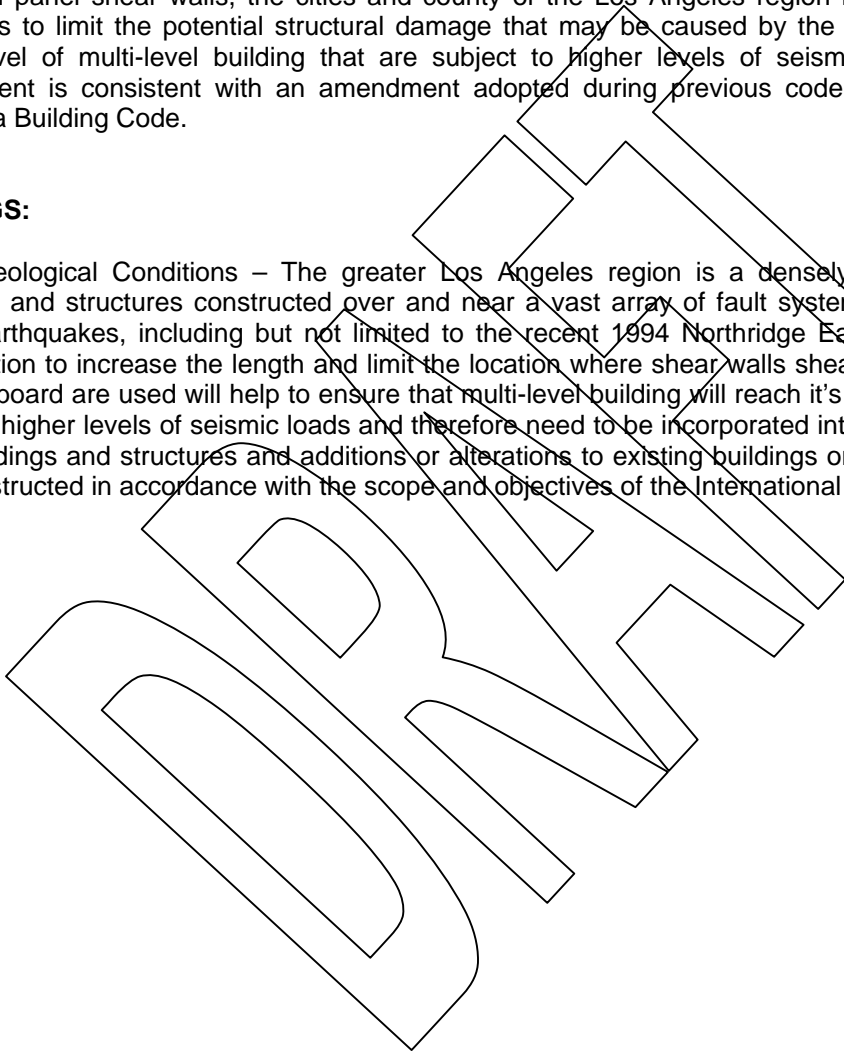 panel shear walls, the cities and county of the Los Angeles region
s to limit the potential structural damage that may be caused by the
vel of multi-level building that are subject to higher levels of seism
ent is consistent with an amendment adopted during previous code
a Building Code.
GS:
eological Conditions – The greater Los Angeles region is a densely
and structures constructed over and near a vast array of fault system
arthquakes, including but not limited to the recent 1994 Northridge Ea
tion to increase the length and limit the location where shear walls shea
board are used will help to ensure that multi-level building will reach it's
higher levels of seismic loads and therefore need to be incorporated int
dings and structures and additions or alterations to existing buildings or
structed in accordance with the scope and objectives of the International
DRAFT